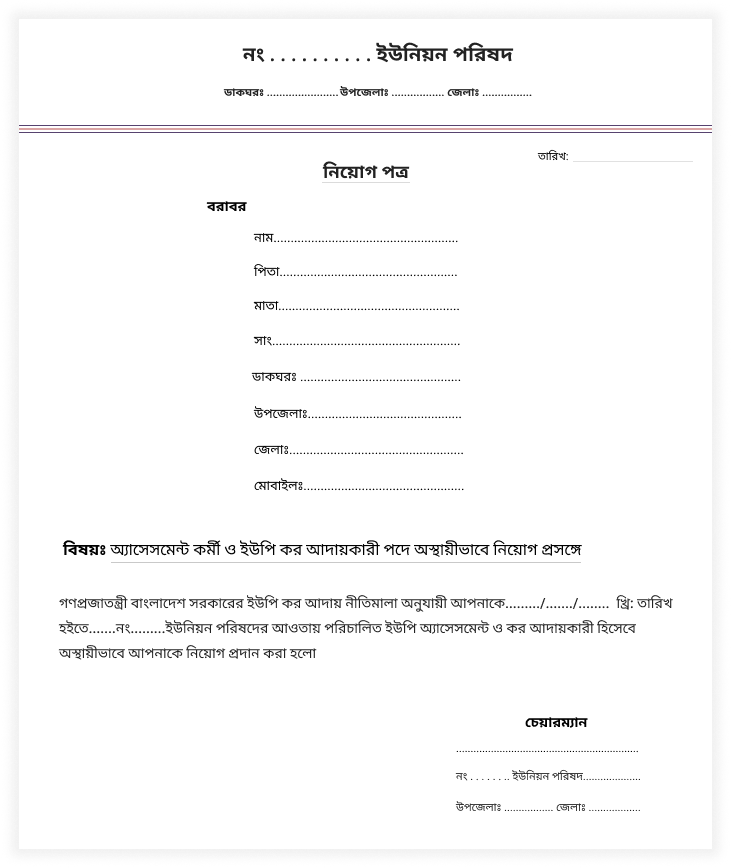 নং . . . . . . . . . . ইউনিয়ন পরিষদ
ডাকঘরঃ ........................উপজেলাঃ ................. জেলাঃ ................
তারিখ: ____________________
নিয়োগ পত্র
বরাবর
নাম.....................................................
পিতা...................................................
মাতা....................................................
সাং......................................................
ডাকঘরঃ ..............................................
উপজেলাঃ............................................
জেলাঃ..................................................
মোবাইলঃ..............................................
বিষয়ঃ অ্যাসেসমেন্ট কর্মী ও ইউপি কর আদায়কারী পদে অস্থায়ীভাবে নিয়োগ প্রসঙ্গে
গণপ্রজাতন্ত্রী বাংলাদেশ সরকারের ইউপি কর আদায় নীতিমালা অনুযায়ী আপনাকে........./......./........ খ্রি: তারিখ
হইতে.......নং.........ইউনিয়ন পরিষদের আওতায় পরিচালিত ইউপি অ্যাসেসমেন্ট ও কর আদায়কারী হিসেবে
অস্থায়ীভাবে আপনাকে নিয়োগ প্রদান করা হলো
চেয়ারম্যান
...............................................................
নং . . . . . . .. ইউনিয়ন পরিষদ....................
উপজেলাঃ ................. জেলাঃ ..................